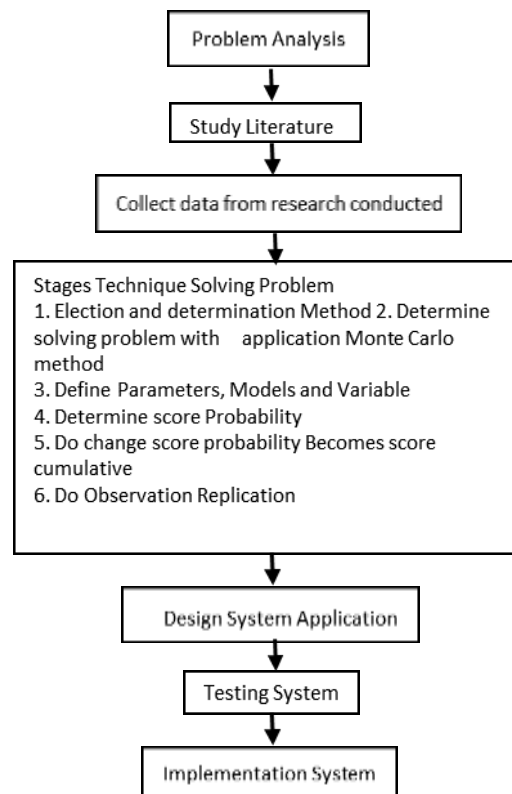 Problem Analysis
Study Literature
Collect data from research conducted
Stages Technique Solving Problem
1. Election and determination Method 2. Determine
solving problem with application Monte Carlo
method
3. Define Parameters, Models and Variable
4. Determine score Probability
5. Do change score probability Becomes score
cumulative
6. Do Observation Replication
Design System Application
Testing System
Implementation System